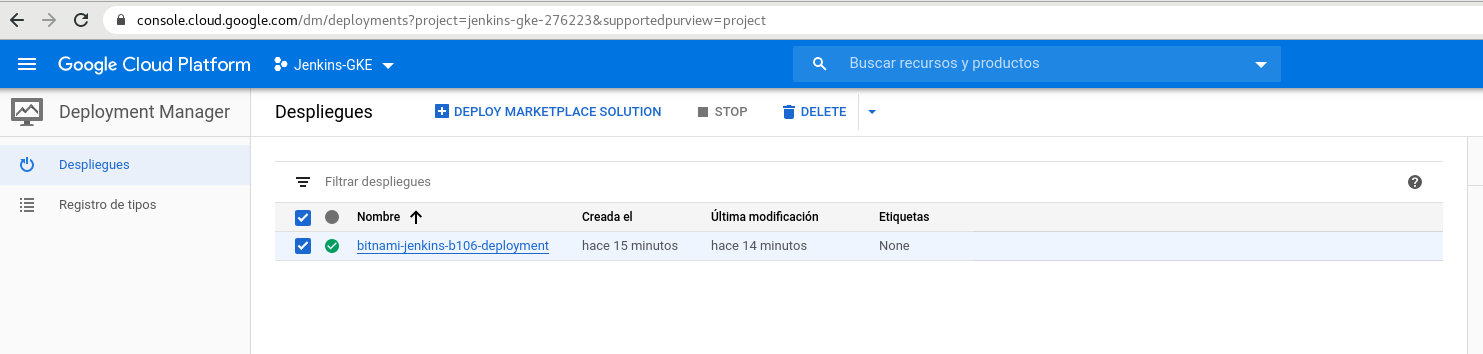 console.cloud.google.com/dm/deployments?project=jenkins-gke-276223&supportedpurview=project
Google Cloud Platform Jenkins-GKE Buscar recursos y productos
Deployment Manager Despliegues DEPLOY MARKETPLACE SOLUTION STOP DELETE
Despliegues
Registro de tipos
Filtrar despliegues
Nombre Creada el Última modificación Etiquetas
bitnami-jenkins-b106-deployment hace 15 minutos hace 14 minutos None